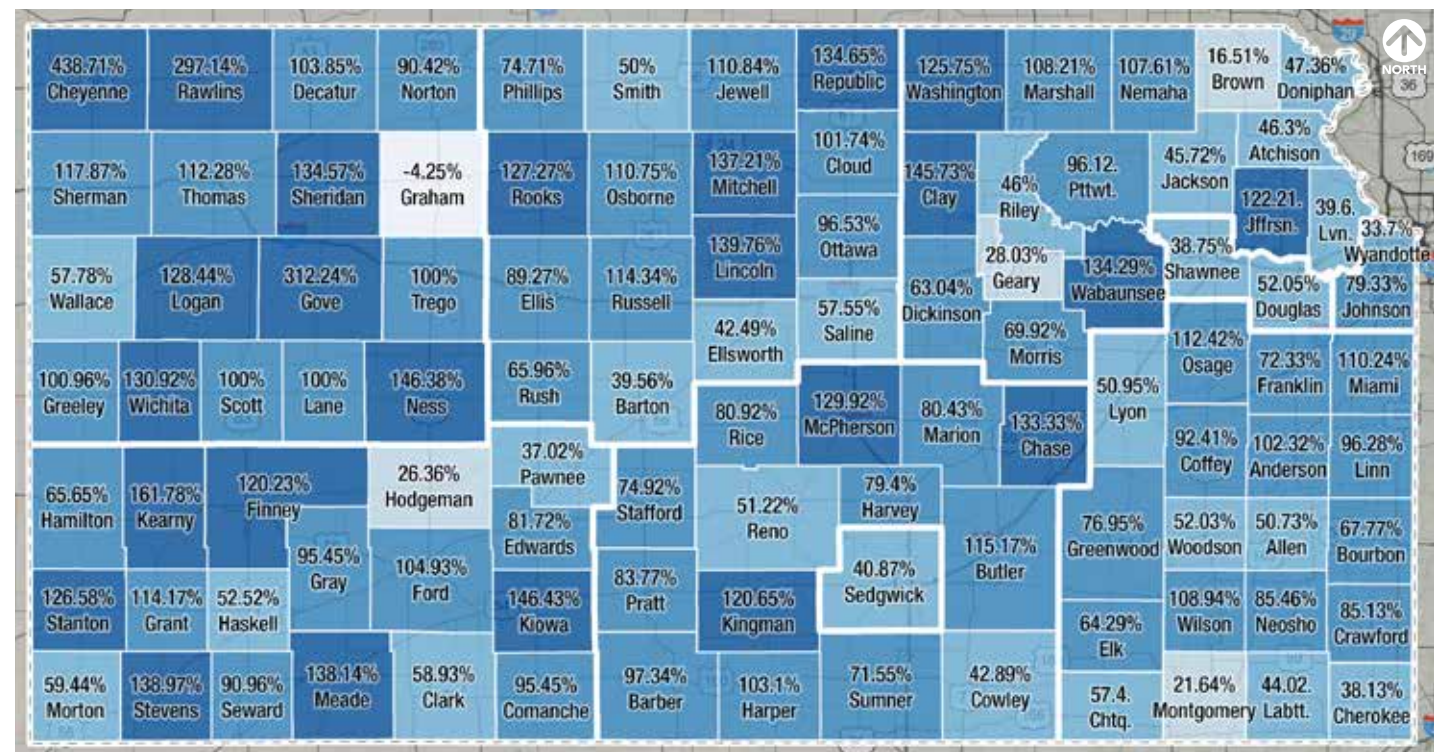 438.71%
Cheyenne
297.14%
Rawlins
103.85%
Decatur
90.42%
Norton
74.71%
Phillips
50%
Smith
110.84%
Jewell
134.65%
Republic
125.75%
Washington
108.21%
Marshall
107.61%
Nemaha
16.51%
Brown
47.36%
Doniphan
NORTH
36
117.87%
Sherman
112.28%
Thomas
134.57%
Sheridan
-4.25%
Graham
127.27%
Rooks
110.75%
Osborne
137.21%
Mitchell
101.74%
Cloud
145.73%
Clay
46%
Riley
96.12.
Pttwt.
45.72%
Jackson
46.3%
Atchison
169
122.21.
Jffrsn.
39.6.
Lvn.
33.7%
Wyandotte
57.78%
Wallace
128.44%
Logan
312.24%
Gove
100%
Trego
89.27%
Ellis
114.34%
Russell
139.76%
Lincoln
96.53%
Ottawa
63.04%
Dickinson
28.03%
Geary
134.29%
Wabaunsee
38.75%
Shawnee
52.05%
Douglas
79.33%
Johnson
42.49%
Ellsworth
57.55%
Saline
69.92%
Morris
100.96%
Greeley
130.92%
Wichita
100%
Scott
100%
Lane
146.38%
Ness
65.96%
Rush
39.56%
Barton
80.92%
Rice
129.92%
McPherson
80.43%
Marion
133.33%
Chase
50.95%
Lyon
112.42%
Osage
72.33%
Franklin
110.24%
Miami
65.65%
Hamilton
161.78%
Kearny
120.23%
Finney
26.36%
Hodgeman
37.02%
Pawnee
74.92%
Stafford
51.22%
Reno
79.4%
Harvey
92.41%
Coffey
102.32%
Anderson
96.28%
Linn
95.45%
Gray
104.93%
Ford
81.72%
Edwards
83.77%
Pratt
40.87%
Sedgwick
115.17%
Butler
76.95%
Greenwood
52.03%
Woodson
50.73%
Allen
67.77%
Bourbon
126.58%
Stanton
114.17%
Grant
52.52%
Haskell
146.43%
Kiowa
120.65%
Kingman
64.29%
Elk
108.94%
Wilson
85.46%
Neosho
85.13%
Crawford
59.44%
Morton
138.97%
Stevens
90.96%
Seward
138.14%
Meade
58.93%
Clark
95.45%
Comanche
97.34%
Barber
103.1%
Harper
71.55%
Sumner
42.89%
Cowley
57.4.
Chtq.
21.64%
Montgomery
44.02.
Labtt.
38.13%
Cherokee